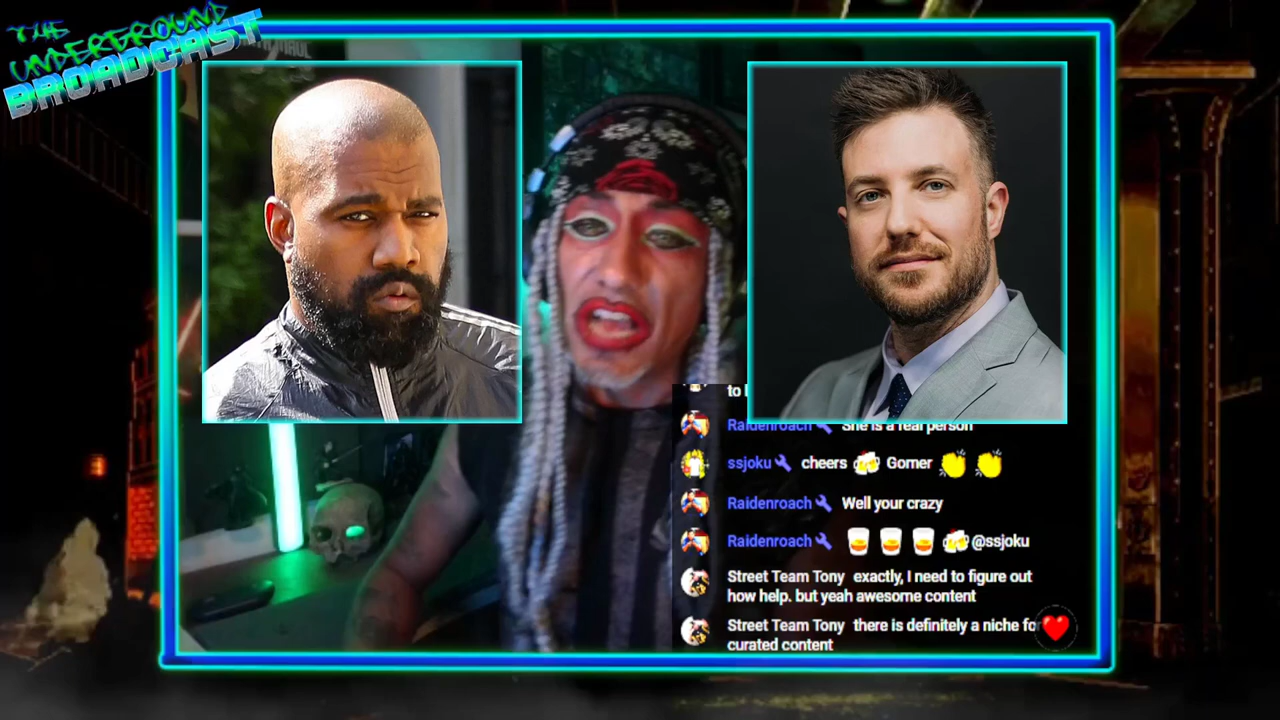 THE
UNDERGROUND
BROADCAST
to
Raidenroach She is a real person
ssjoku cheers Gomer
Raidenroach Well your crazy
Raidenroach @ssjoku
Street Team Tony exactly, I need to figure out
how help. but yeah awesome content
Street Team Tony there is definitely a niche for
curated content